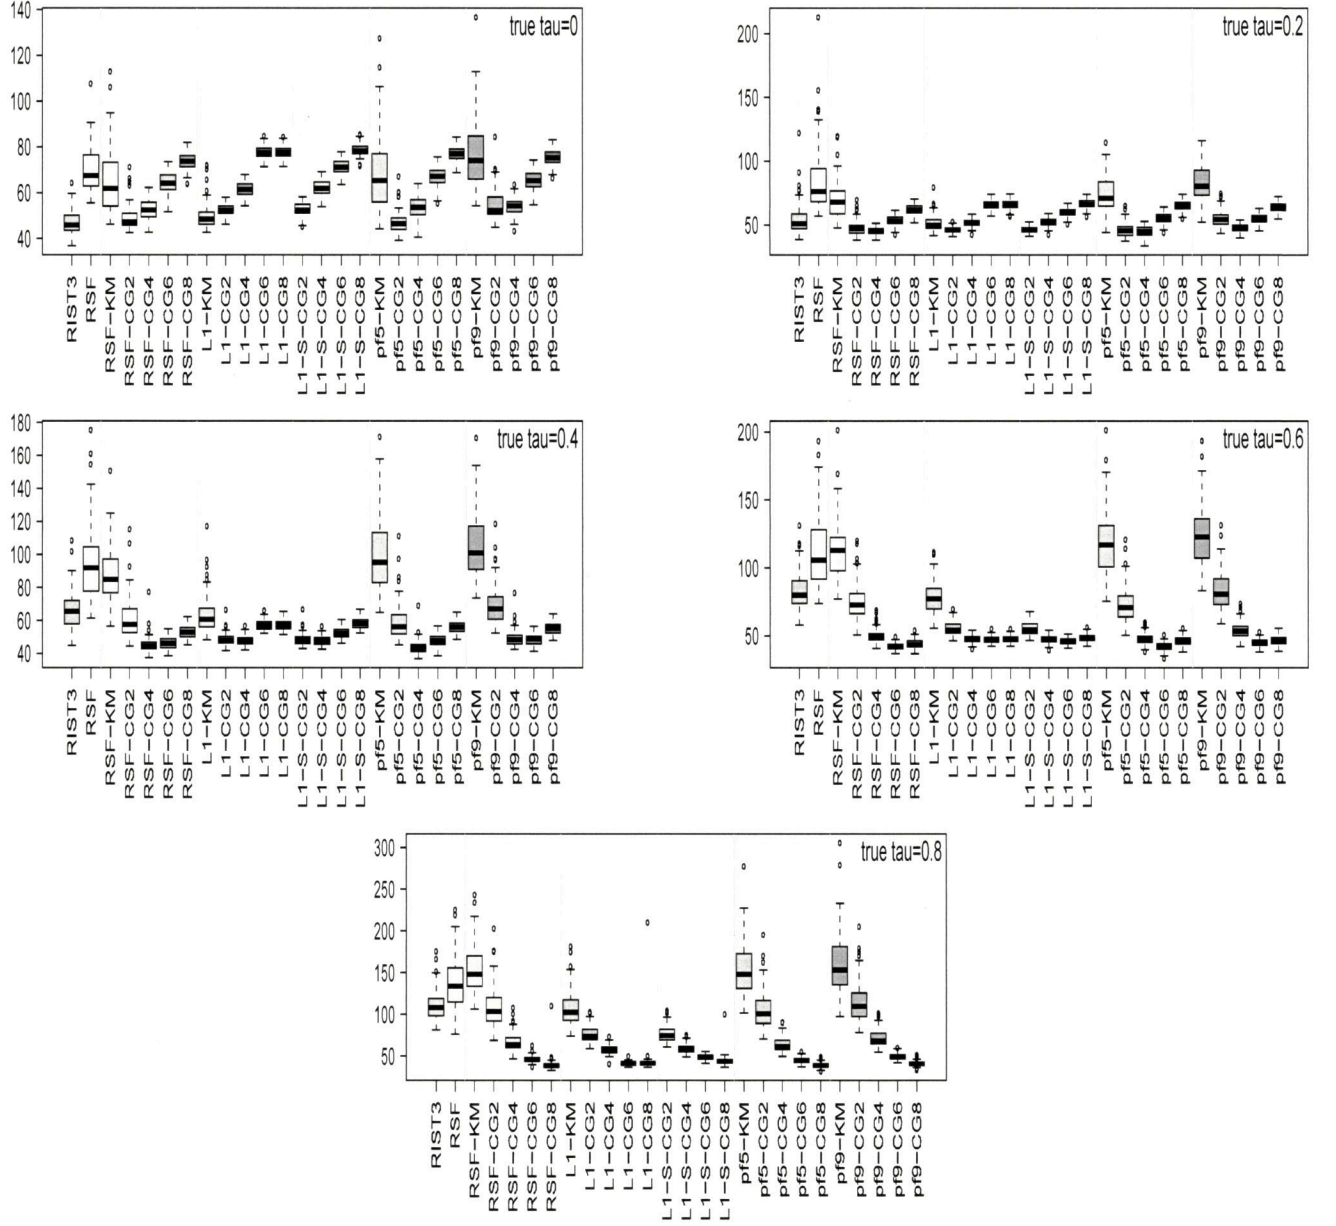 true tau=0
140
120
100
80
60
40
RIST3
RSF
RSF-KM
RSF-CG2
RSF-CG4
RSF-CG6
RSF-CG8
L1-KM
L1-CG2
L1-CG4
L1-CG6
L1-CG8
L1-S-CG2
L1-S-CG4
L1-S-CG6
L1-S-CG8
pf5-KM
pf5-CG2
pf5-CG4
pf5-CG6
pf5-CG8
pf9-KM
pf9-CG2
pf9-CG4
pf9-CG6
pf9-CG8
true tau=0.2
200
150
100
50
RIST3
RSF
RSF-KM
RSF-CG2
RSF-CG4
RSF-CG6
RSF-CG8
L1-KM
L1-CG2
L1-CG4
L1-CG6
L1-CG8
L1-S-CG2
L1-S-CG4
L1-S-CG6
L1-S-CG8
pf5-KM
pf5-CG2
pf5-CG4
pf5-CG6
pf5-CG8
pf9-KM
pf9-CG2
pf9-CG4
pf9-CG6
pf9-CG8
true tau=0.4
180
160
140
120
100
80
60
40
RIST3
RSF
RSF-KM
RSF-CG2
RSF-CG4
RSF-CG6
RSF-CG8
L1-KM
L1-CG2
L1-CG4
L1-CG6
L1-CG8
L1-S-CG2
L1-S-CG4
L1-S-CG6
L1-S-CG8
pf5-KM
pf5-CG2
pf5-CG4
pf5-CG6
pf5-CG8
pf9-KM
pf9-CG2
pf9-CG4
pf9-CG6
pf9-CG8
true tau=0.6
200
150
100
50
RIST3
RSF
RSF-KM
RSF-CG2
RSF-CG4
RSF-CG6
RSF-CG8
L1-KM
L1-CG2
L1-CG4
L1-CG6
L1-CG8
L1-S-CG2
L1-S-CG4
L1-S-CG6
L1-S-CG8
pf5-KM
pf5-CG2
pf5-CG4
pf5-CG6
pf5-CG8
pf9-KM
pf9-CG2
pf9-CG4
pf9-CG6
pf9-CG8
true tau=0.8
300
250
200
150
100
50
RIST3
RSF
RSF-KM
RSF-CG2
RSF-CG4
RSF-CG6
RSF-CG8
L1-KM
L1-CG2
L1-CG4
L1-CG6
L1-CG8
L1-S-CG2
L1-S-CG4
L1-S-CG6
L1-S-CG8
pf5-KM
pf5-CG2
pf5-CG4
pf5-CG6
pf5-CG8
pf9-KM
pf9-CG2
pf9-CG4
pf9-CG6
pf9-CG8